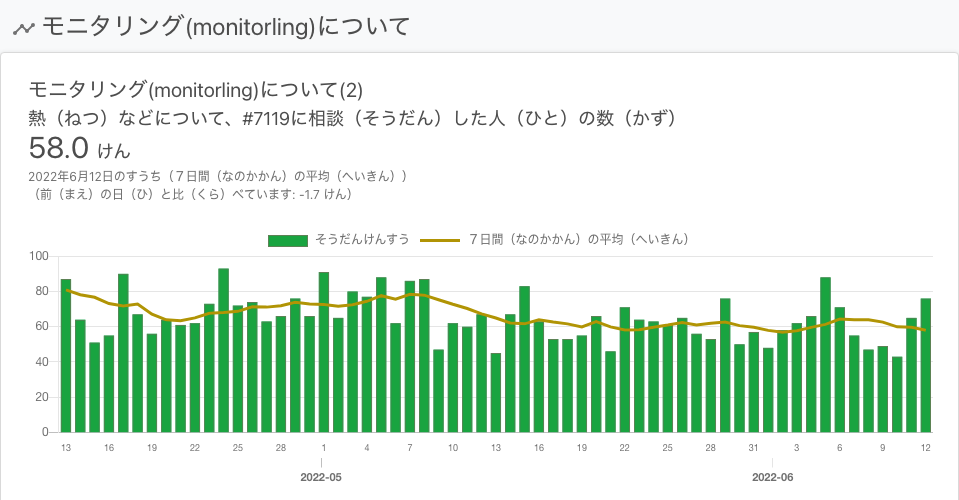 モニタリング(monitorling)について
モニタリング(monitorling)について(2)
熱（ねつ）などについて、#7119に相談（そうだん）した人（ひと）の数（かず）
58.0 けん
2022年6月12日のすうち（７日間（なのかかん）の平均（へいきん））
（前（まえ）の日（ひ）と比（くら）べています: -1.7 けん）
そうだんけんすう ７日間（なのかかん）の平均（へいきん）
100
80
60
40
20
0
13 16 19 22 25 28 1 4 7 10 13 16 19 22 25 28 31 3 6 9 12
2022-05 2022-06